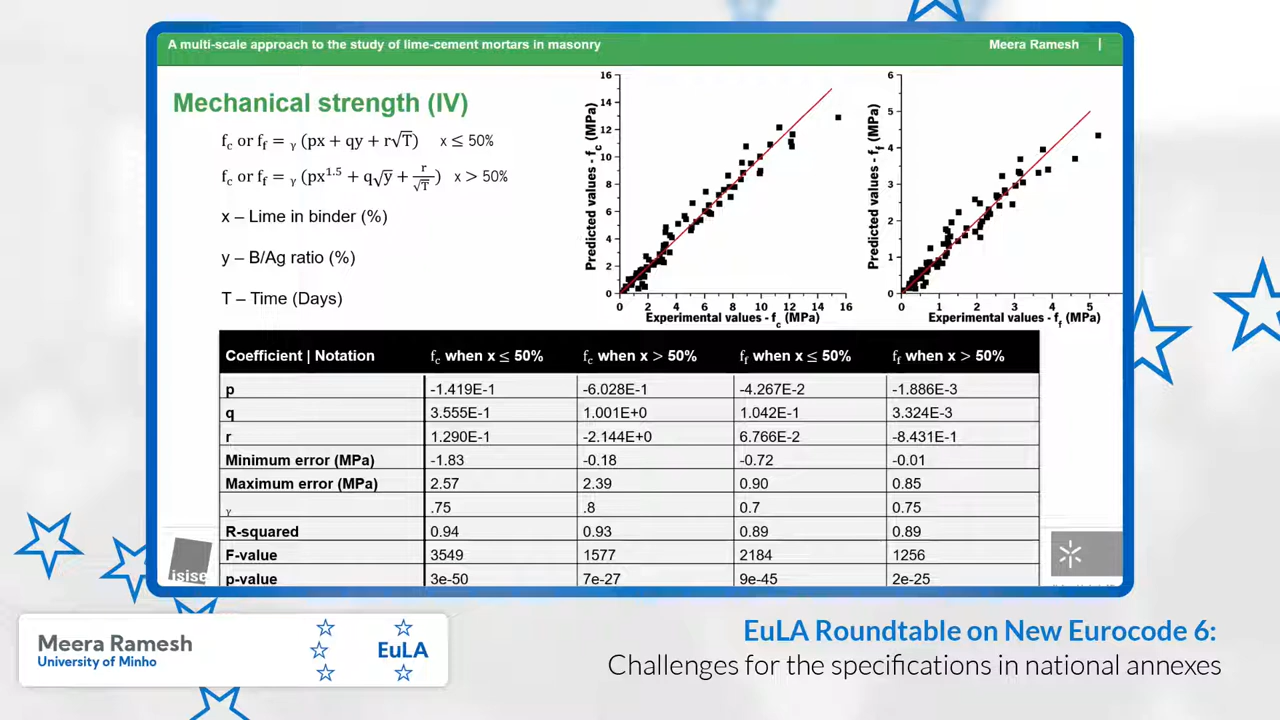 A multi-scale approach to the study of lime-cement mortars in masonry
Meera Ramesh |
Mechanical strength (IV)
f_c or f_f = γ (px + qy + r√T) x ≤ 50%
f_c or f_f = γ (px^1.5 + q√y + r/√T) x > 50%
x – Lime in binder (%)
y – B/Ag ratio (%)
T – Time (Days)
16
14
12
10
8
6
4
2
0
0 2 4 6 8 10 12 14 16
Predicted values - f_c (MPa)
Experimental values - f_c (MPa)
6
5
4
3
2
1
0
0 1 2 3 4 5
Predicted values - f_f (MPa)
Experimental values - f_f (MPa)
Coefficient | Notation f_c when x ≤ 50% f_c when x > 50% f_f when x ≤ 50% f_f when x > 50%
p -1.419E-1 -6.028E-1 -4.267E-2 -1.886E-3
q 3.555E-1 1.001E+0 1.042E-1 3.324E-3
r 1.290E-1 -2.144E+0 6.766E-2 -8.431E-1
Minimum error (MPa) -1.83 -0.18 -0.72 -0.01
Maximum error (MPa) 2.57 2.39 0.90 0.85
γ .75 .8 0.7 0.75
R-squared 0.94 0.93 0.89 0.89
F-value 3549 1577 2184 1256
p-value 3e-50 7e-27 9e-45 2e-25
isise
Meera Ramesh
University of Minho
EuLA
EuLA Roundtable on New Eurocode 6:
Challenges for the specifications in national annexes